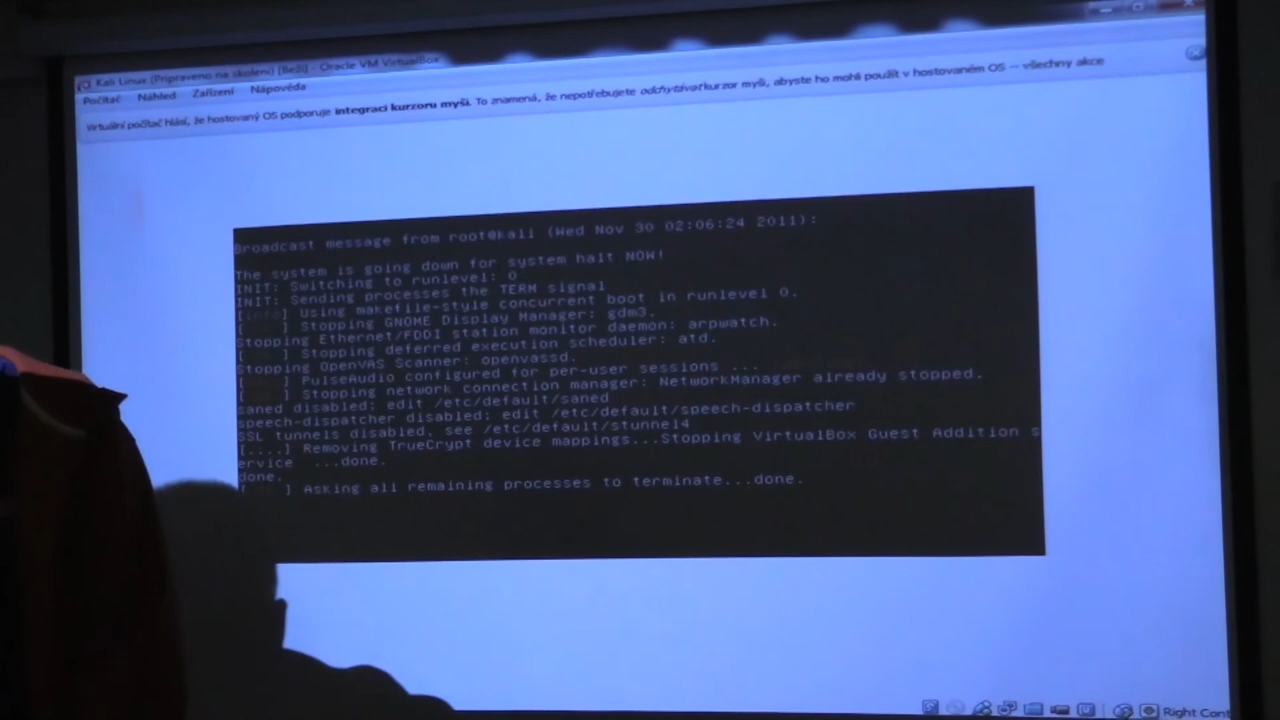 Kali Linux (Připraveno na školení) [Beží] - Oracle VM VirtualBox
Počítač Náhled Zařízení Nápověda
Virtuální počítač hlásí, že hostovaný OS podporuje integraci kurzoru myši. To znamená, že nepotřebujete odchytávat kurzor myši, abyste ho mohli použít v hostovaném OS — všechny akce
Broadcast message from root@kali (Wed Nov 30 02:06:24 2011):
The system is going down for system halt NOW!
INIT: Switching to runlevel: 0
INIT: Sending processes the TERM signal
[info] Using makefile-style concurrent boot in runlevel 0.
[ ] Stopping GNOME Display Manager: gdm3.
Stopping Ethernet/FDDI station monitor daemon: arpwatch.
[ ] Stopping deferred execution scheduler: atd.
Stopping OpenVAS Scanner: openvassd.
[ ] PulseAudio configured for per-user sessions ...
[ ] Stopping network connection manager: NetworkManager already stopped.
saned disabled; edit /etc/default/saned
speech-dispatcher disabled; edit /etc/default/speech-dispatcher
SSL tunnels disabled, see /etc/default/stunnel4
[....] Removing TrueCrypt device mappings...Stopping VirtualBox Guest Addition s
ervice ...done.
done.
[ ] Asking all remaining processes to terminate...done.
Right Cont